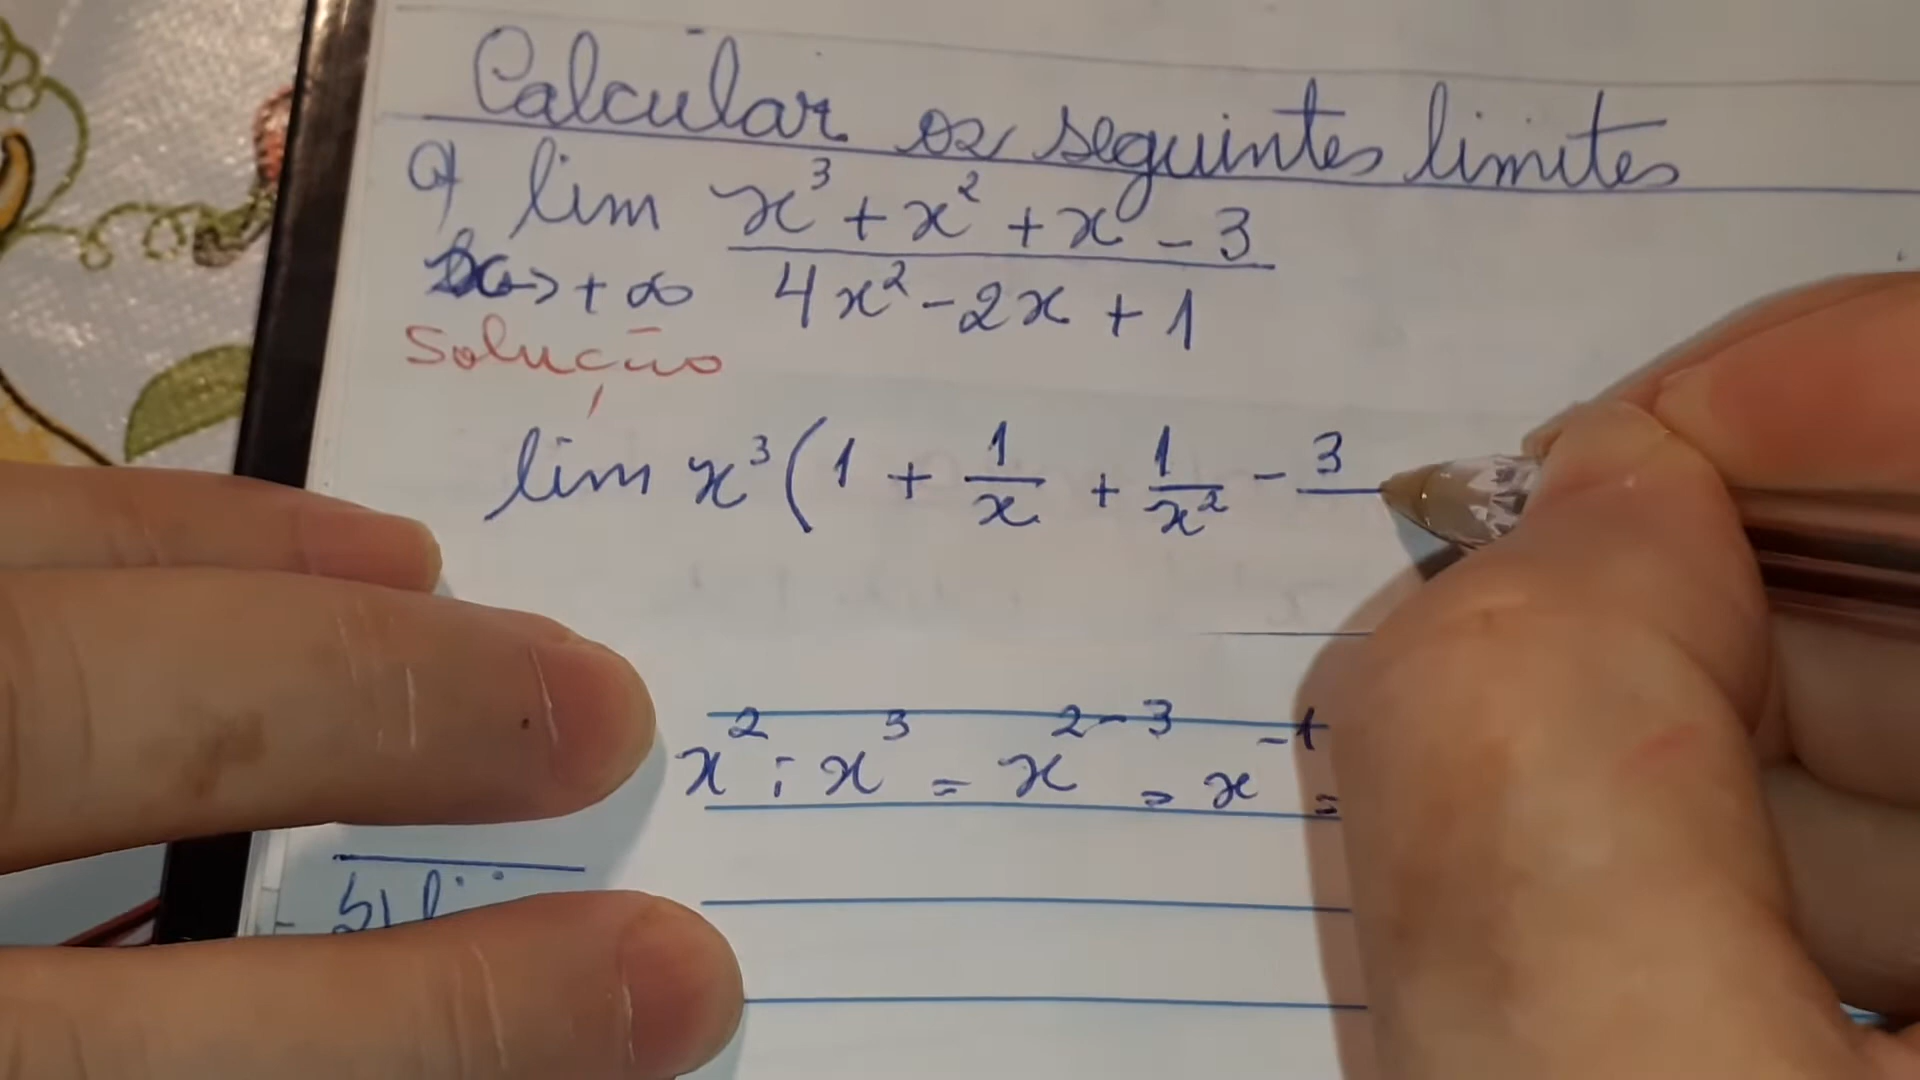 Calcular os seguintes limites
a) lim x³ + x² + x - 3
x→+∞ 4x² - 2x + 1
Solução
lim x³ ( 1 + 1/x + 1/x² - 3
x² : x³ = x²⁻³ = x⁻¹ =